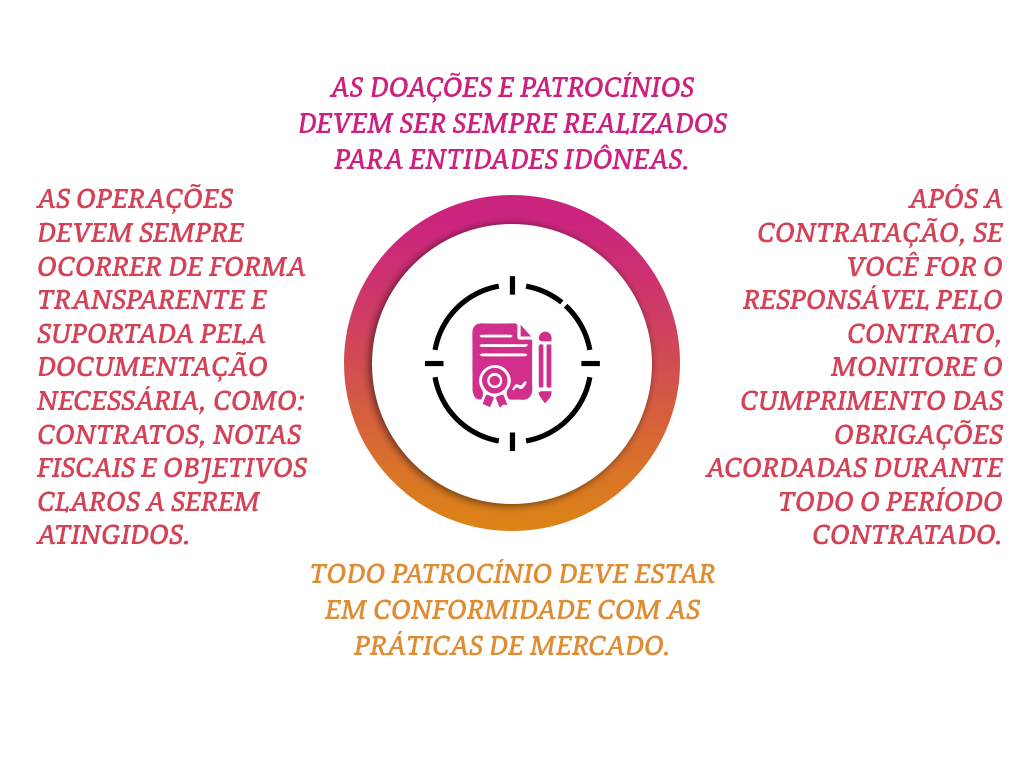 AS DOAÇÕES E PATROCÍNIOS
DEVEM SER SEMPRE REALIZADOS
PARA ENTIDADES IDÔNEAS.
AS OPERAÇÕES
DEVEM SEMPRE
OCORRER DE FORMA
TRANSPARENTE E
SUPORTADA PELA
DOCUMENTAÇÃO
NECESSÁRIA, COMO:
CONTRATOS, NOTAS
FISCAIS E OBJETIVOS
CLAROS A SEREM
ATINGIDOS.
APÓS A
CONTRATAÇÃO, SE
VOCÊ FOR O
RESPONSÁVEL PELO
CONTRATO,
MONITORE O
CUMPRIMENTO DAS
OBRIGAÇÕES
ACORDADAS DURANTE
TODO O PERÍODO
CONTRATADO.
TODO PATROCÍNIO DEVE ESTAR
EM CONFORMIDADE COM AS
PRÁTICAS DE MERCADO.